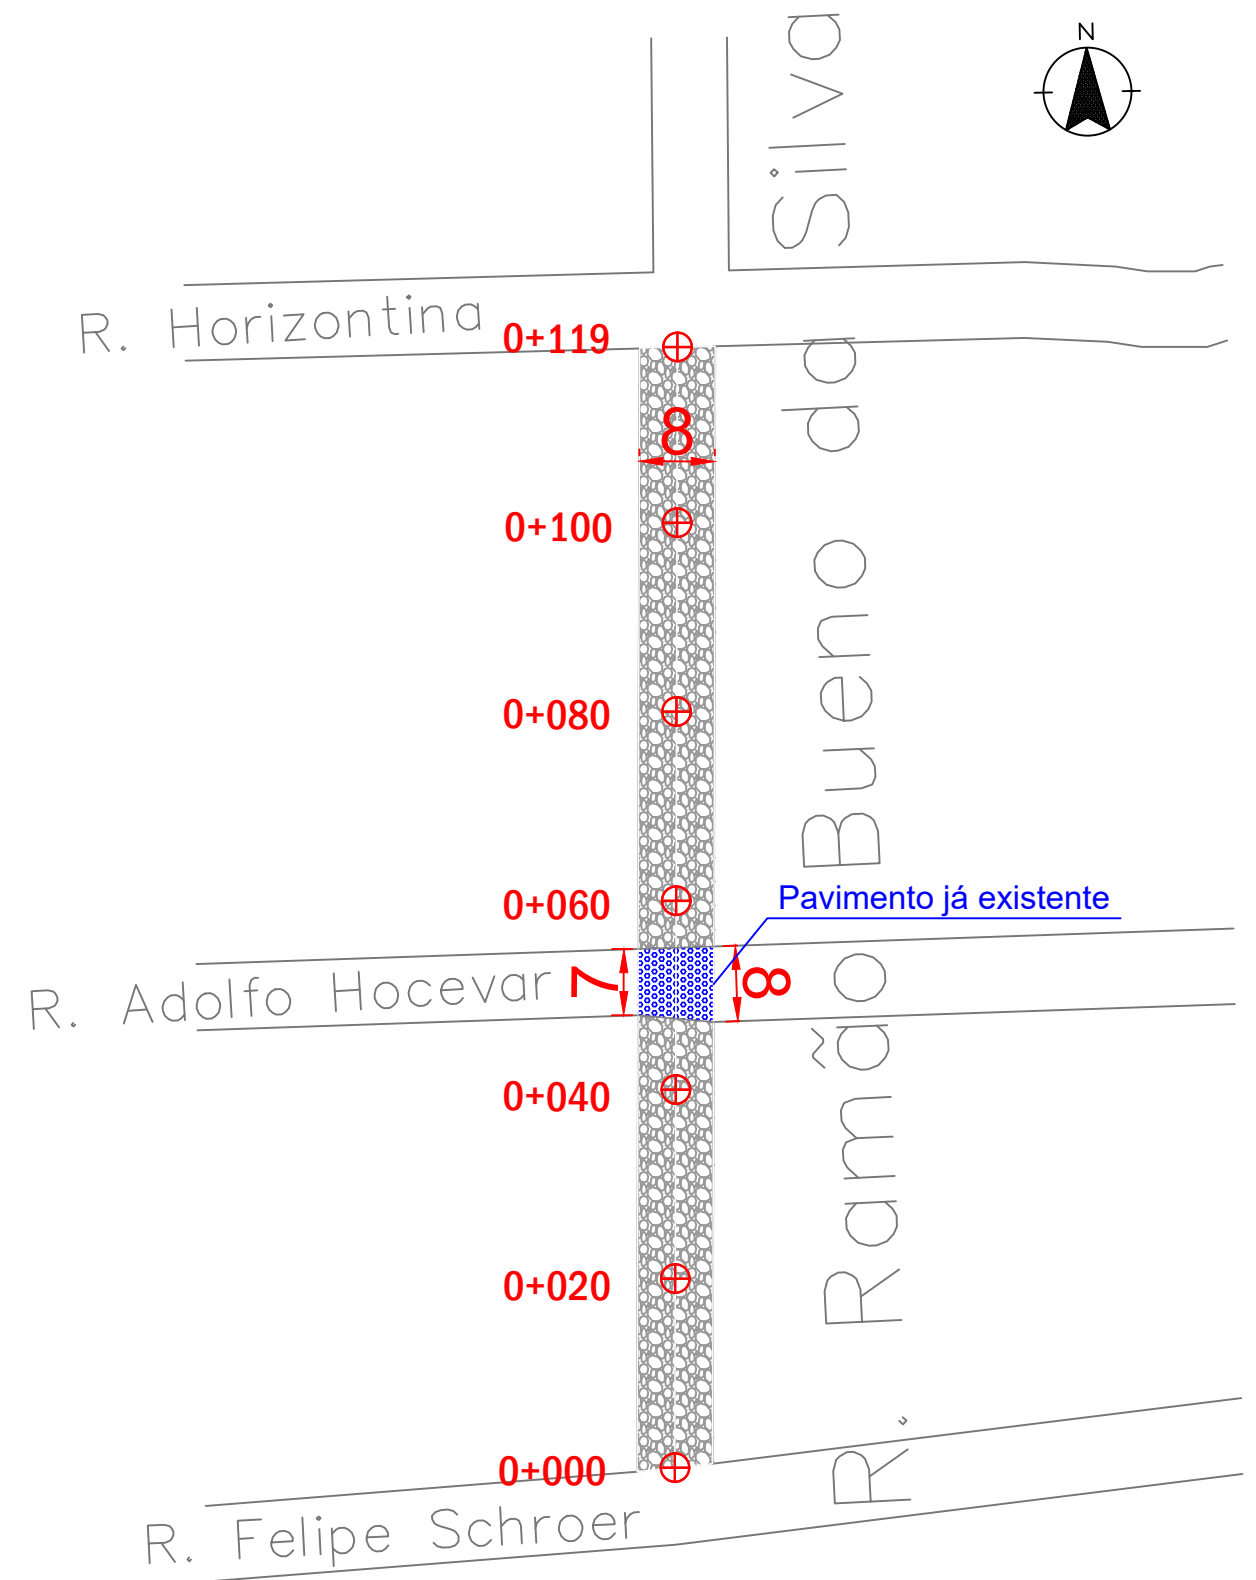 N
R. Horizontina
0+119
8
0+100
0+080
0+060
Pavimento já existente
R. Adolfo Hocevar
7
8
0+040
0+020
0+000
R. Felipe Schroer
R. Ramão Bueno da Silva